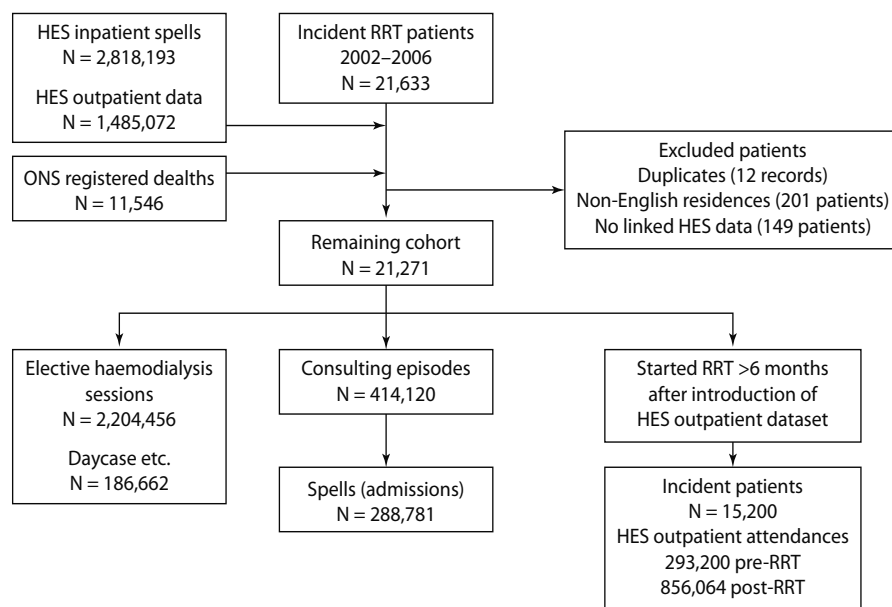 HES inpatient spells
N = 2,818,193
HES outpatient data
N = 1,485,072
Incident RRT patients
2002–2006
N = 21,633
ONS registered dealths
N = 11,546
Excluded patients
Duplicates (12 records)
Non-English residences (201 patients)
No linked HES data (149 patients)
Remaining cohort
N = 21,271
Elective haemodialysis
sessions
N = 2,204,456
Daycase etc.
N = 186,662
Consulting episodes
N = 414,120
Spells (admissions)
N = 288,781
Started RRT >6 months
after introduction of
HES outpatient dataset
Incident patients
N = 15,200
HES outpatient attendances
293,200 pre-RRT
856,064 post-RRT